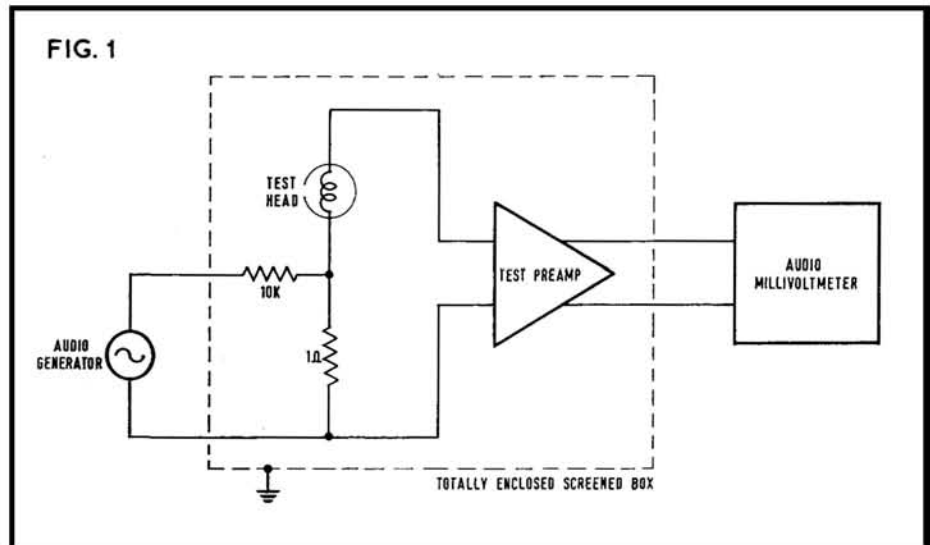 FIG. 1
TEST
HEAD
10K
1Ω
AUDIO
GENERATOR
TEST PREAMP
AUDIO
MILLIVOLTMETER
TOTALLY ENCLOSED SCREENED BOX